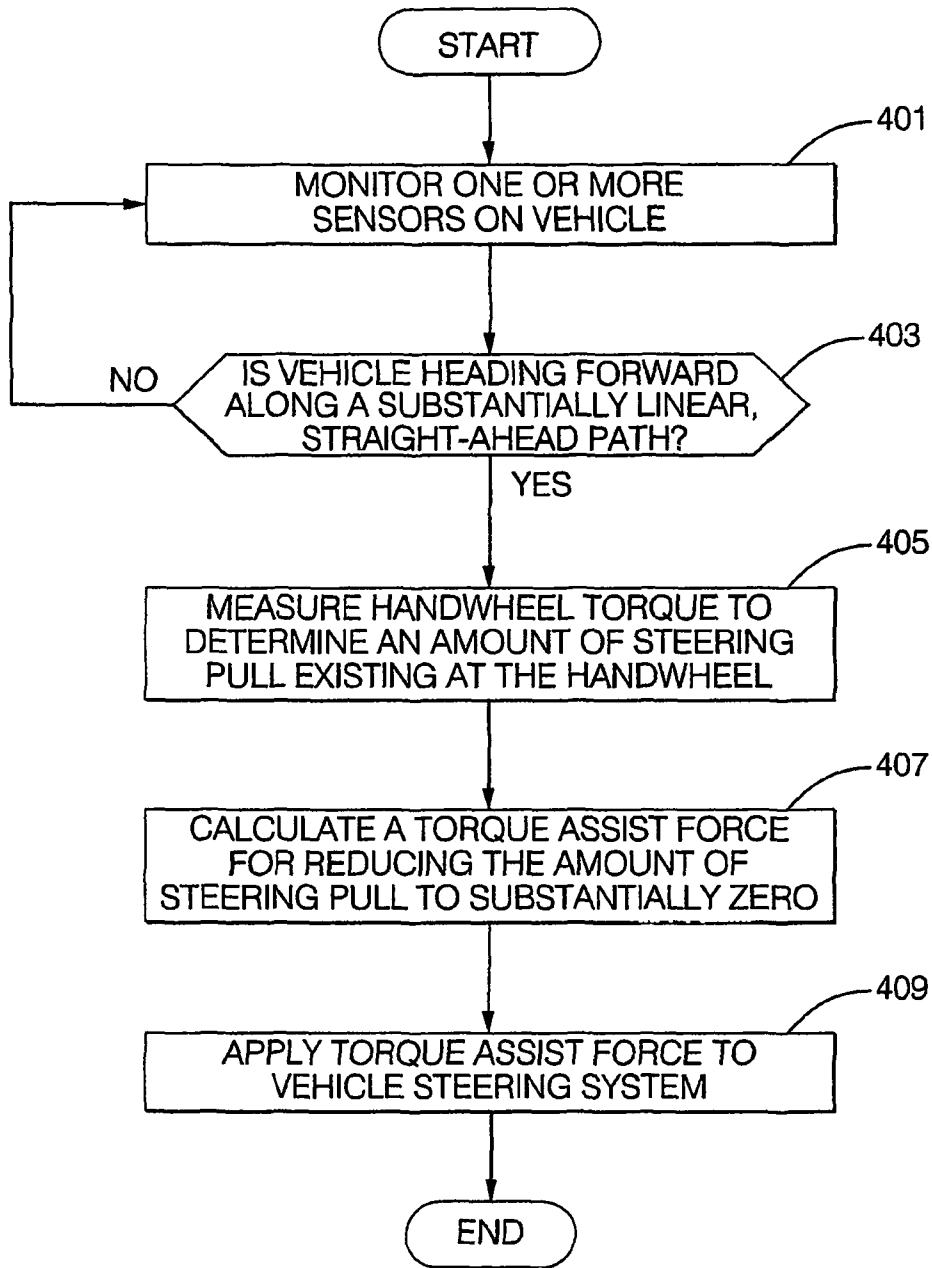 START
401
MONITOR ONE OR MORE
SENSORS ON VEHICLE
403
NO
IS VEHICLE HEADING FORWARD
ALONG A SUBSTANTIALLY LINEAR,
STRAIGHT-AHEAD PATH?
YES
405
MEASURE HANDWHEEL TORQUE TO
DETERMINE AN AMOUNT OF STEERING
PULL EXISTING AT THE HANDWHEEL
407
CALCULATE A TORQUE ASSIST FORCE
FOR REDUCING THE AMOUNT OF
STEERING PULL TO SUBSTANTIALLY ZERO
409
APPLY TORQUE ASSIST FORCE TO
VEHICLE STEERING SYSTEM
END